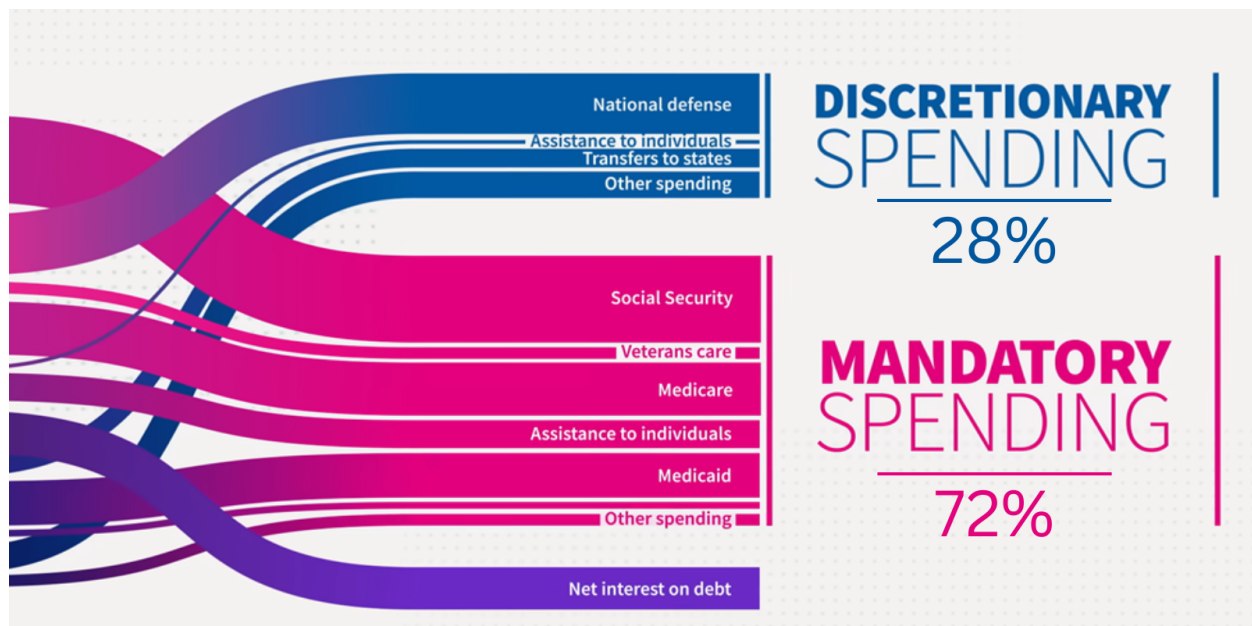 National defense
Assistance to individuals
Transfers to states
Other spending
DISCRETIONARY
SPENDING
28%
Social Security
Veterans care
Medicare
Assistance to individuals
Medicaid
Other spending
MANDATORY
SPENDING
72%
Net interest on debt